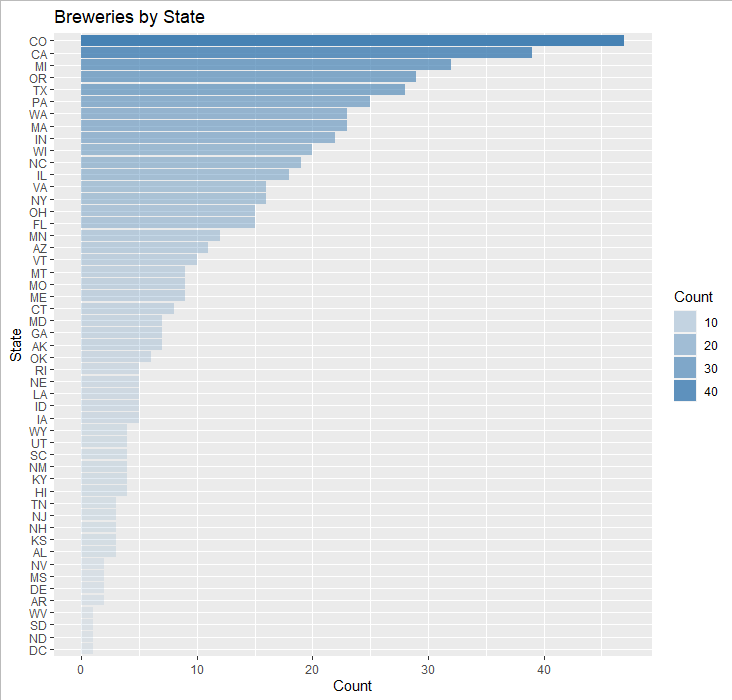 Breweries by State
CO
CA
MI
OR
TX
PA
WA
MA
IN
WI
NC
IL
VA
NY
OH
FL
MN
AZ
VT
MT
MO
ME
CT
MD
GA
AK
OK
RI
NE
LA
ID
IA
WY
UT
SC
NM
KY
HI
TN
NJ
NH
KS
AL
NV
MS
DE
AR
WV
SD
ND
DC
State
0 10 20 30 40
Count
Count
10
20
30
40